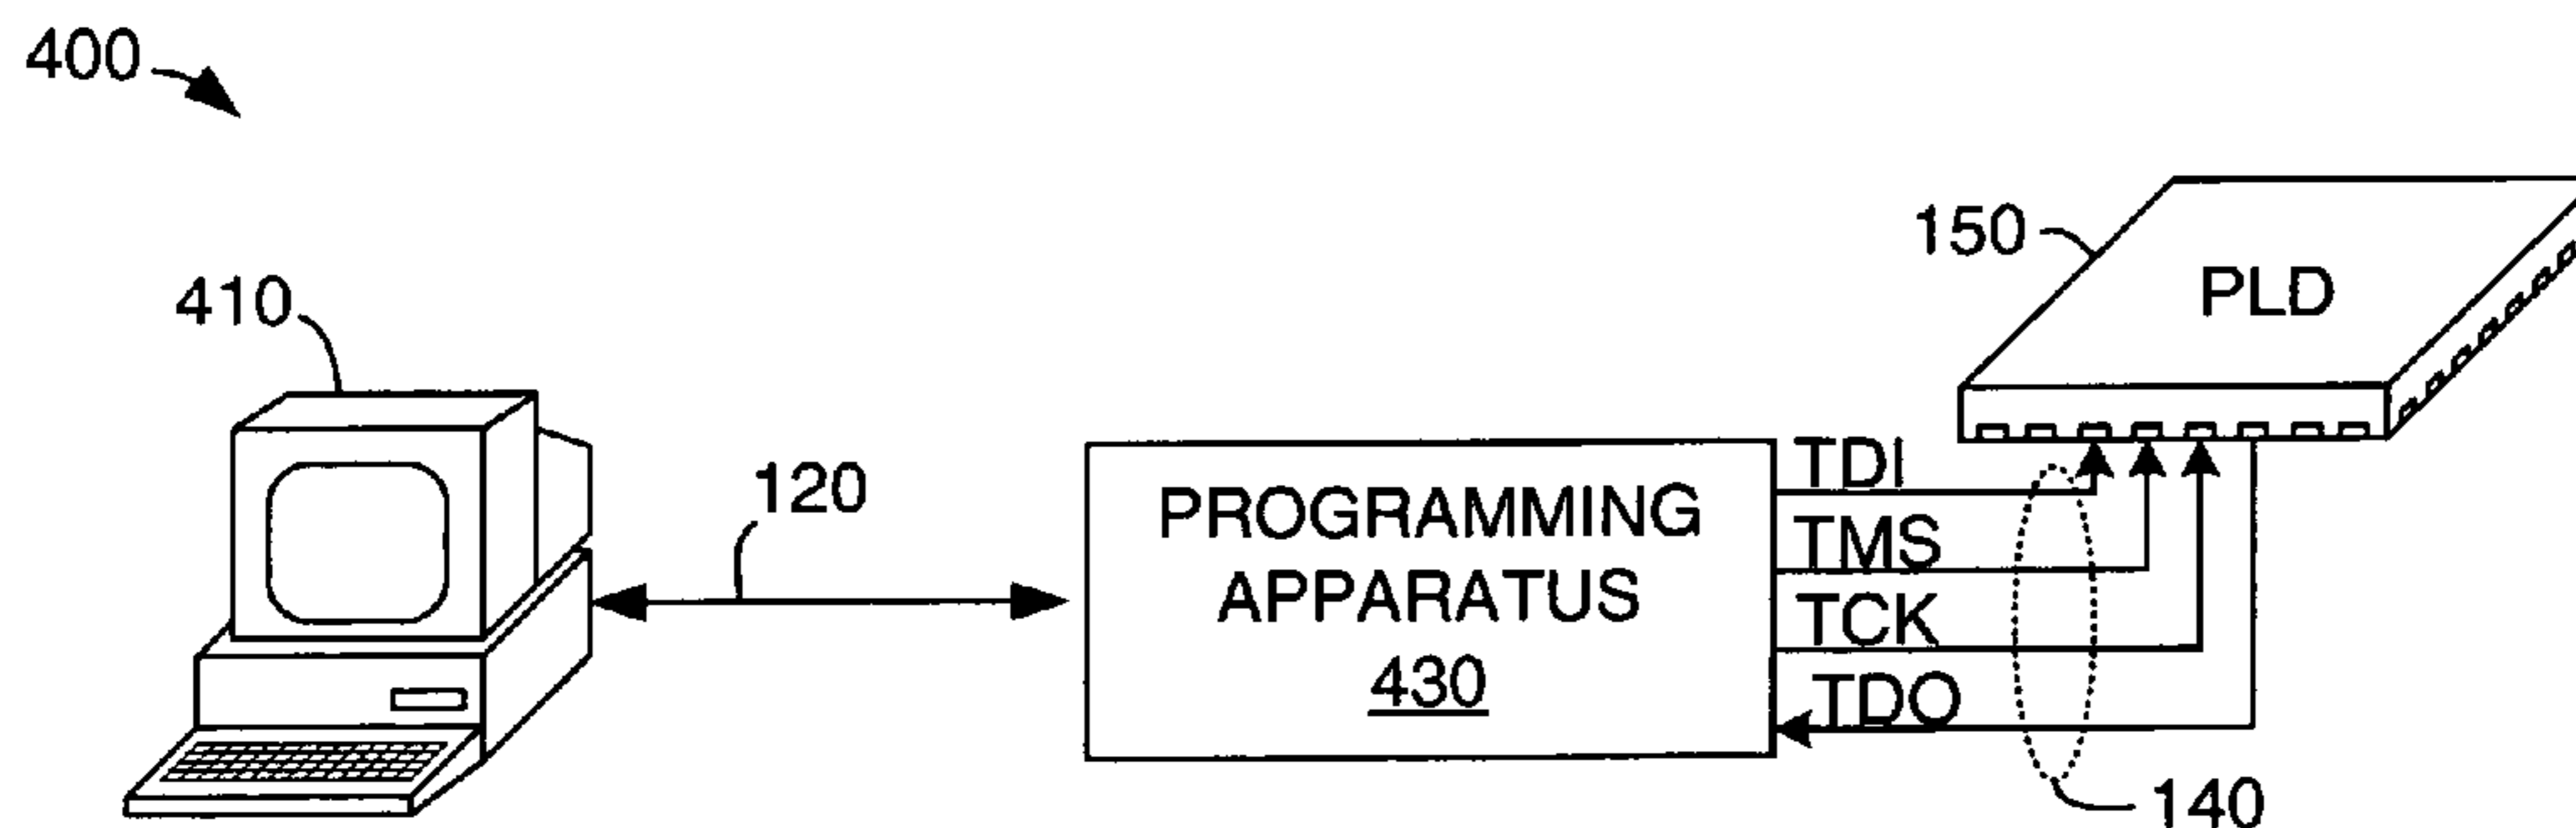 400
410
120
PROGRAMMING
APPARATUS
430
TDI
TMS
TCK
TDO
150
PLD
140